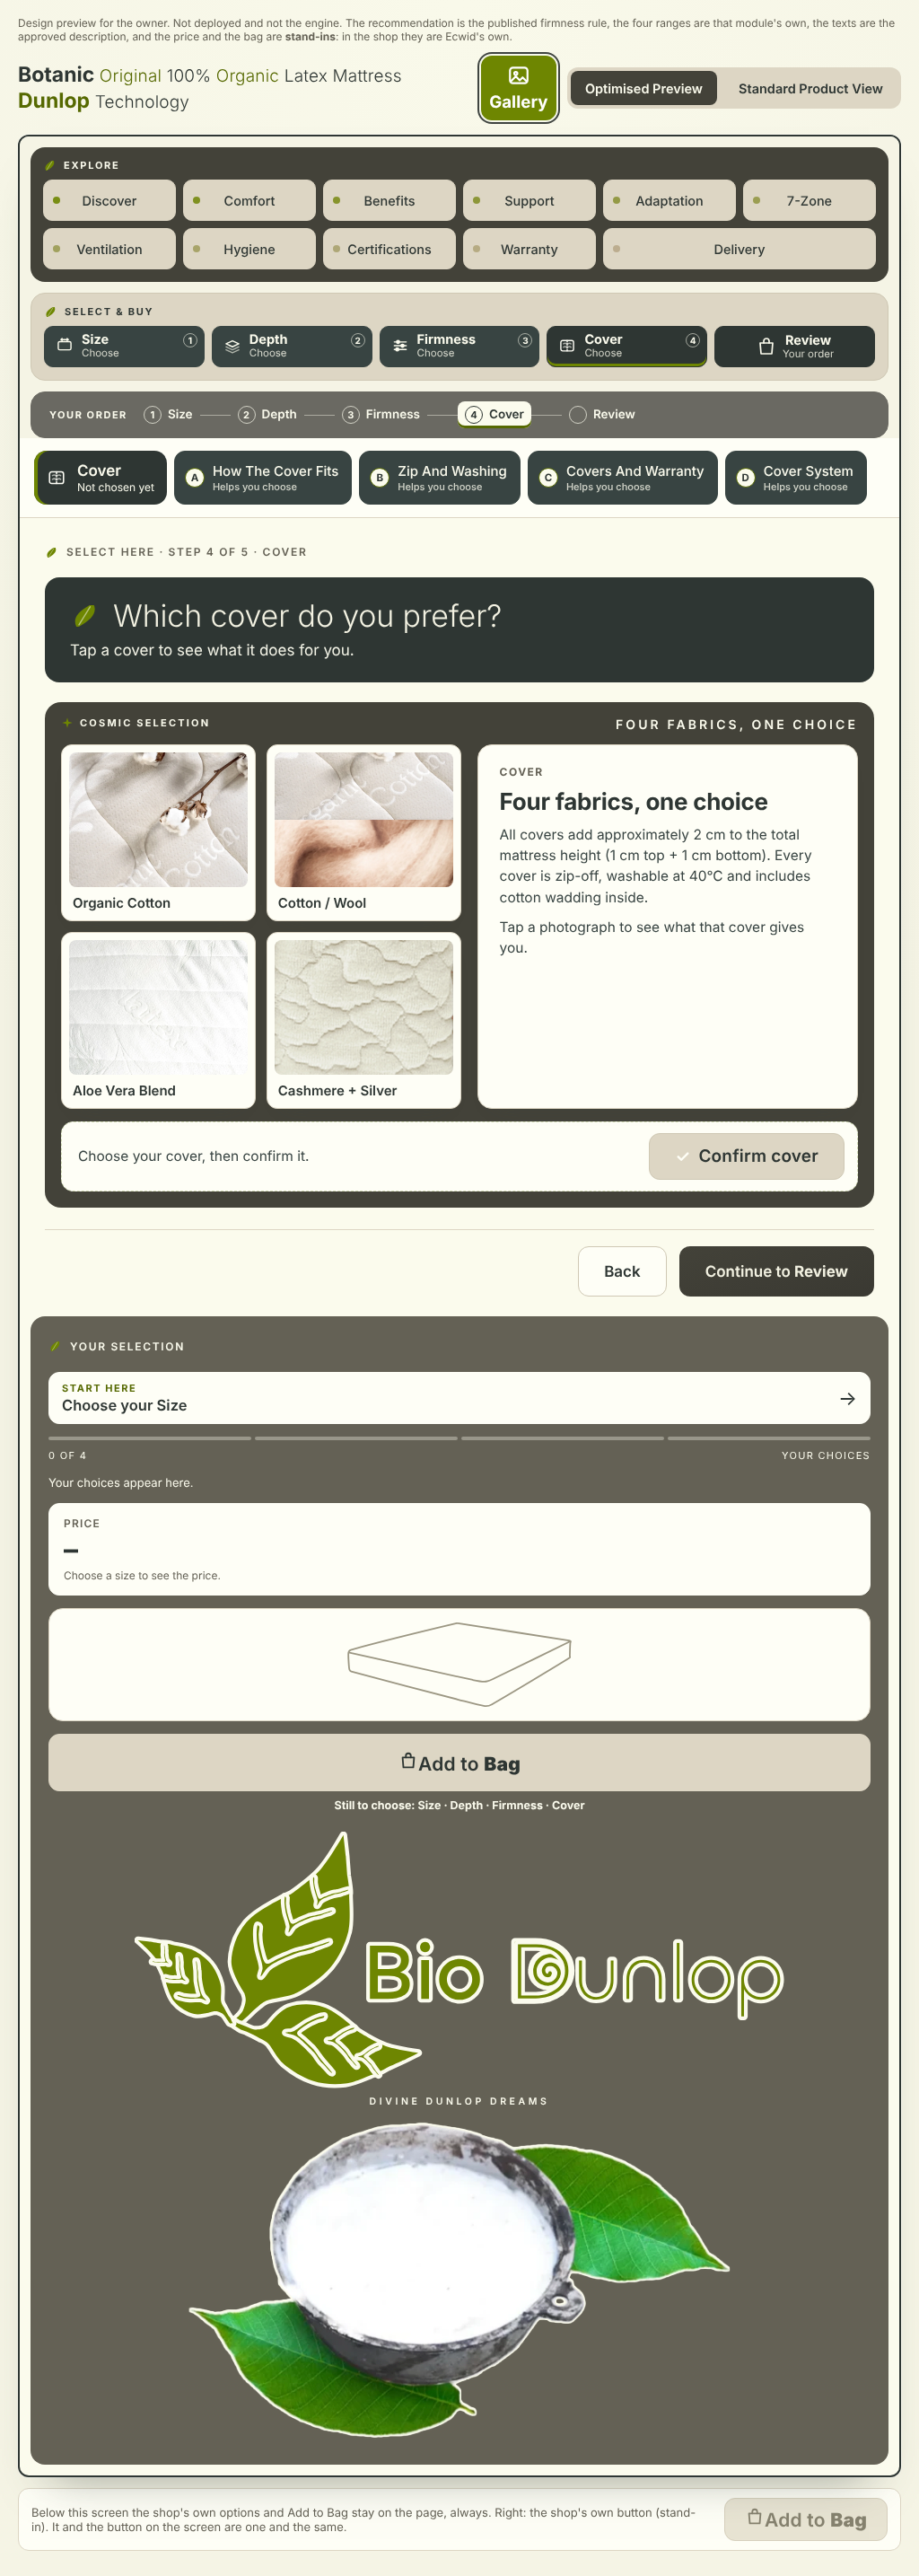 Design preview for the owner. Not deployed and not the engine. The recommendation is the published firmness rule, the four ranges are that module's own, the texts are the
approved description, and the price and the bag are stand-ins: in the shop they are Ecwid's own.
Botanic Original 100% Organic Latex Mattress
Dunlop Technology
Gallery
Optimised Preview
Standard Product View
EXPLORE
Discover
Comfort
Benefits
Support
Adaptation
7-Zone
Ventilation
Hygiene
Certifications
Warranty
Delivery
SELECT & BUY
Size
Choose
1
Depth
Choose
2
Firmness
Choose
3
Cover
Choose
4
Review
Your order
YOUR ORDER
1 Size
2 Depth
3 Firmness
4 Cover
Review
Cover
Not chosen yet
A
How The Cover Fits
Helps you choose
B
Zip And Washing
Helps you choose
C
Covers And Warranty
Helps you choose
D
Cover System
Helps you choose
SELECT HERE · STEP 4 OF 5 · COVER
Which cover do you prefer?
Tap a cover to see what it does for you.
COSMIC SELECTION
FOUR FABRICS, ONE CHOICE
Organic Cotton
Cotton / Wool
Aloe Vera Blend
Cashmere + Silver
COVER
Four fabrics, one choice
All covers add approximately 2 cm to the total
mattress height (1 cm top + 1 cm bottom). Every
cover is zip-off, washable at 40°C and includes
cotton wadding inside.
Tap a photograph to see what that cover gives
you.
Choose your cover, then confirm it.
Confirm cover
Back
Continue to Review
YOUR SELECTION
START HERE
Choose your Size
0 OF 4
YOUR CHOICES
Your choices appear here.
PRICE
–
Choose a size to see the price.
Add to Bag
Still to choose: Size · Depth · Firmness · Cover
Bio Dunlop
DIVINE DUNLOP DREAMS
Below this screen the shop's own options and Add to Bag stay on the page, always. Right: the shop's own button (stand-
in). It and the button on the screen are one and the same.
Add to Bag